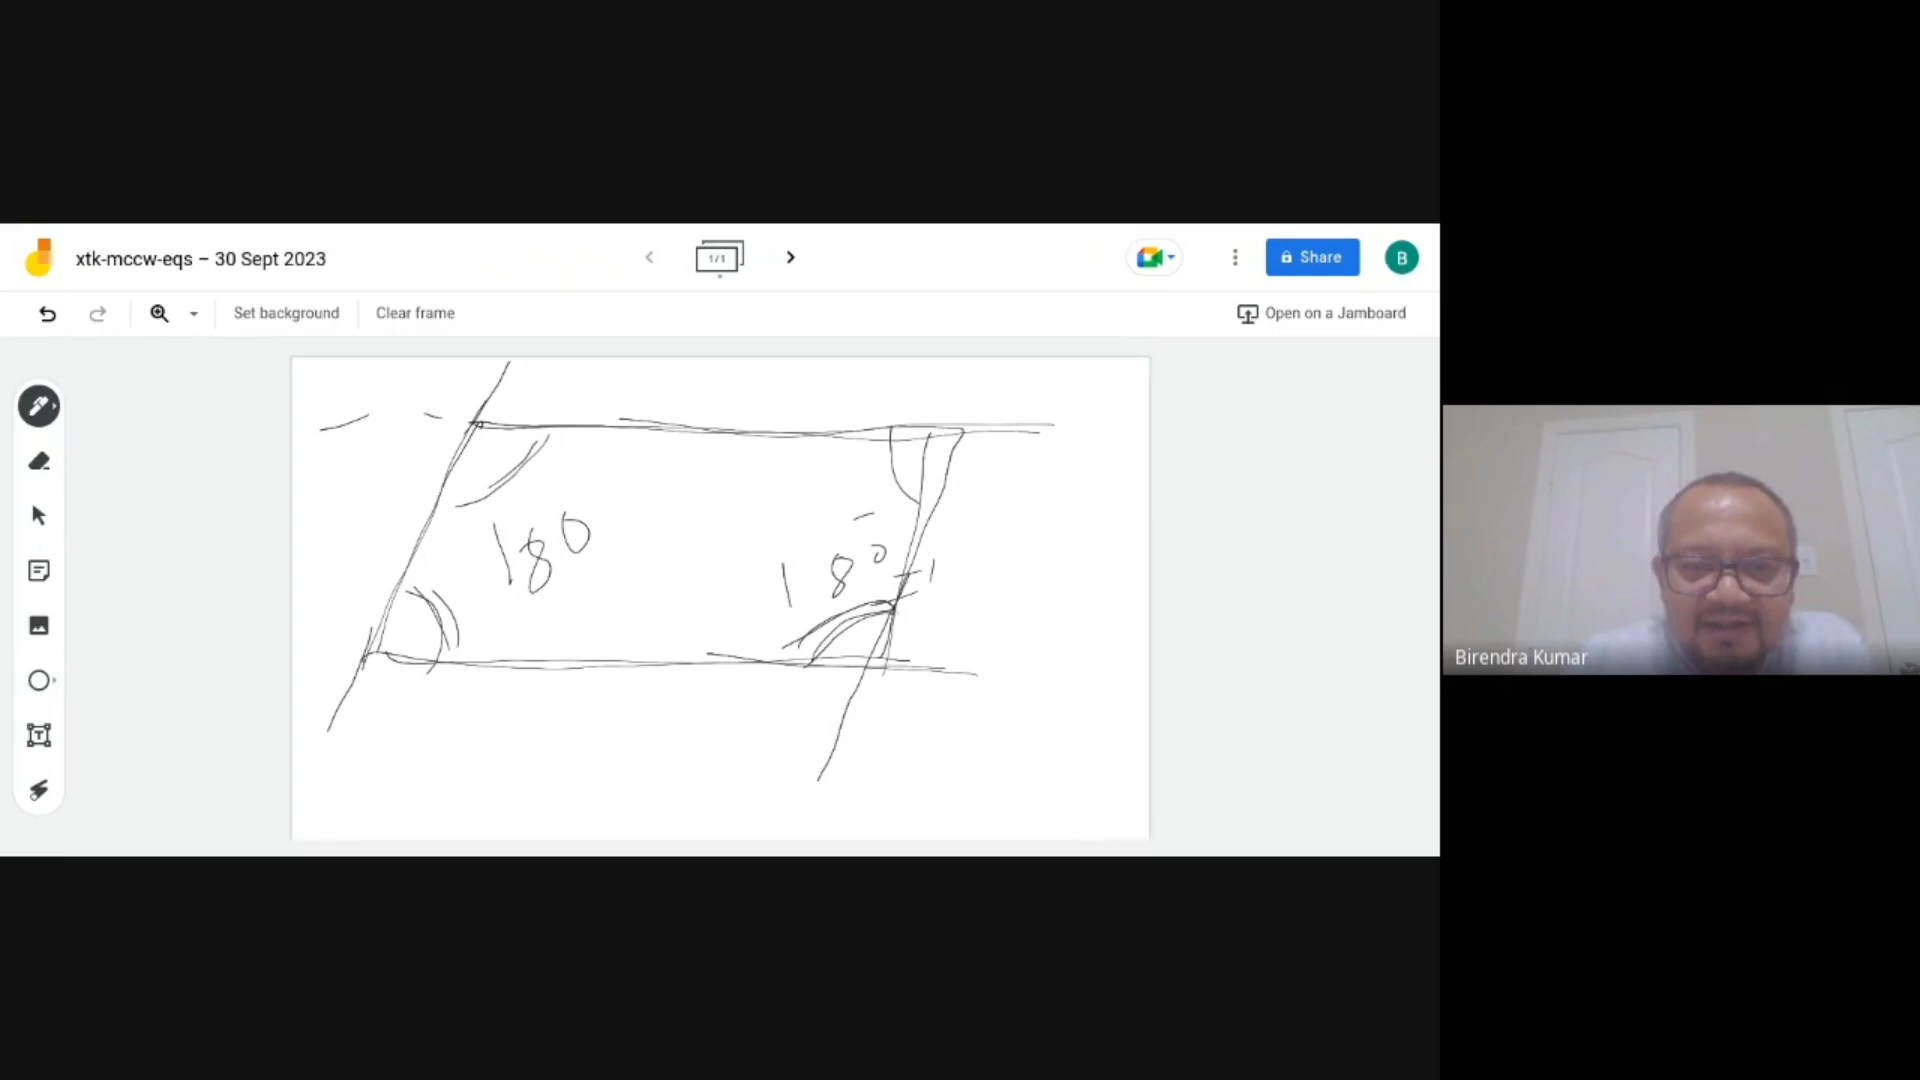 xtk-mccw-eqs – 30 Sept 2023
1/1
Share
B
Set background
Clear frame
Open on a Jamboard
180
180
T
Birendra Kumar